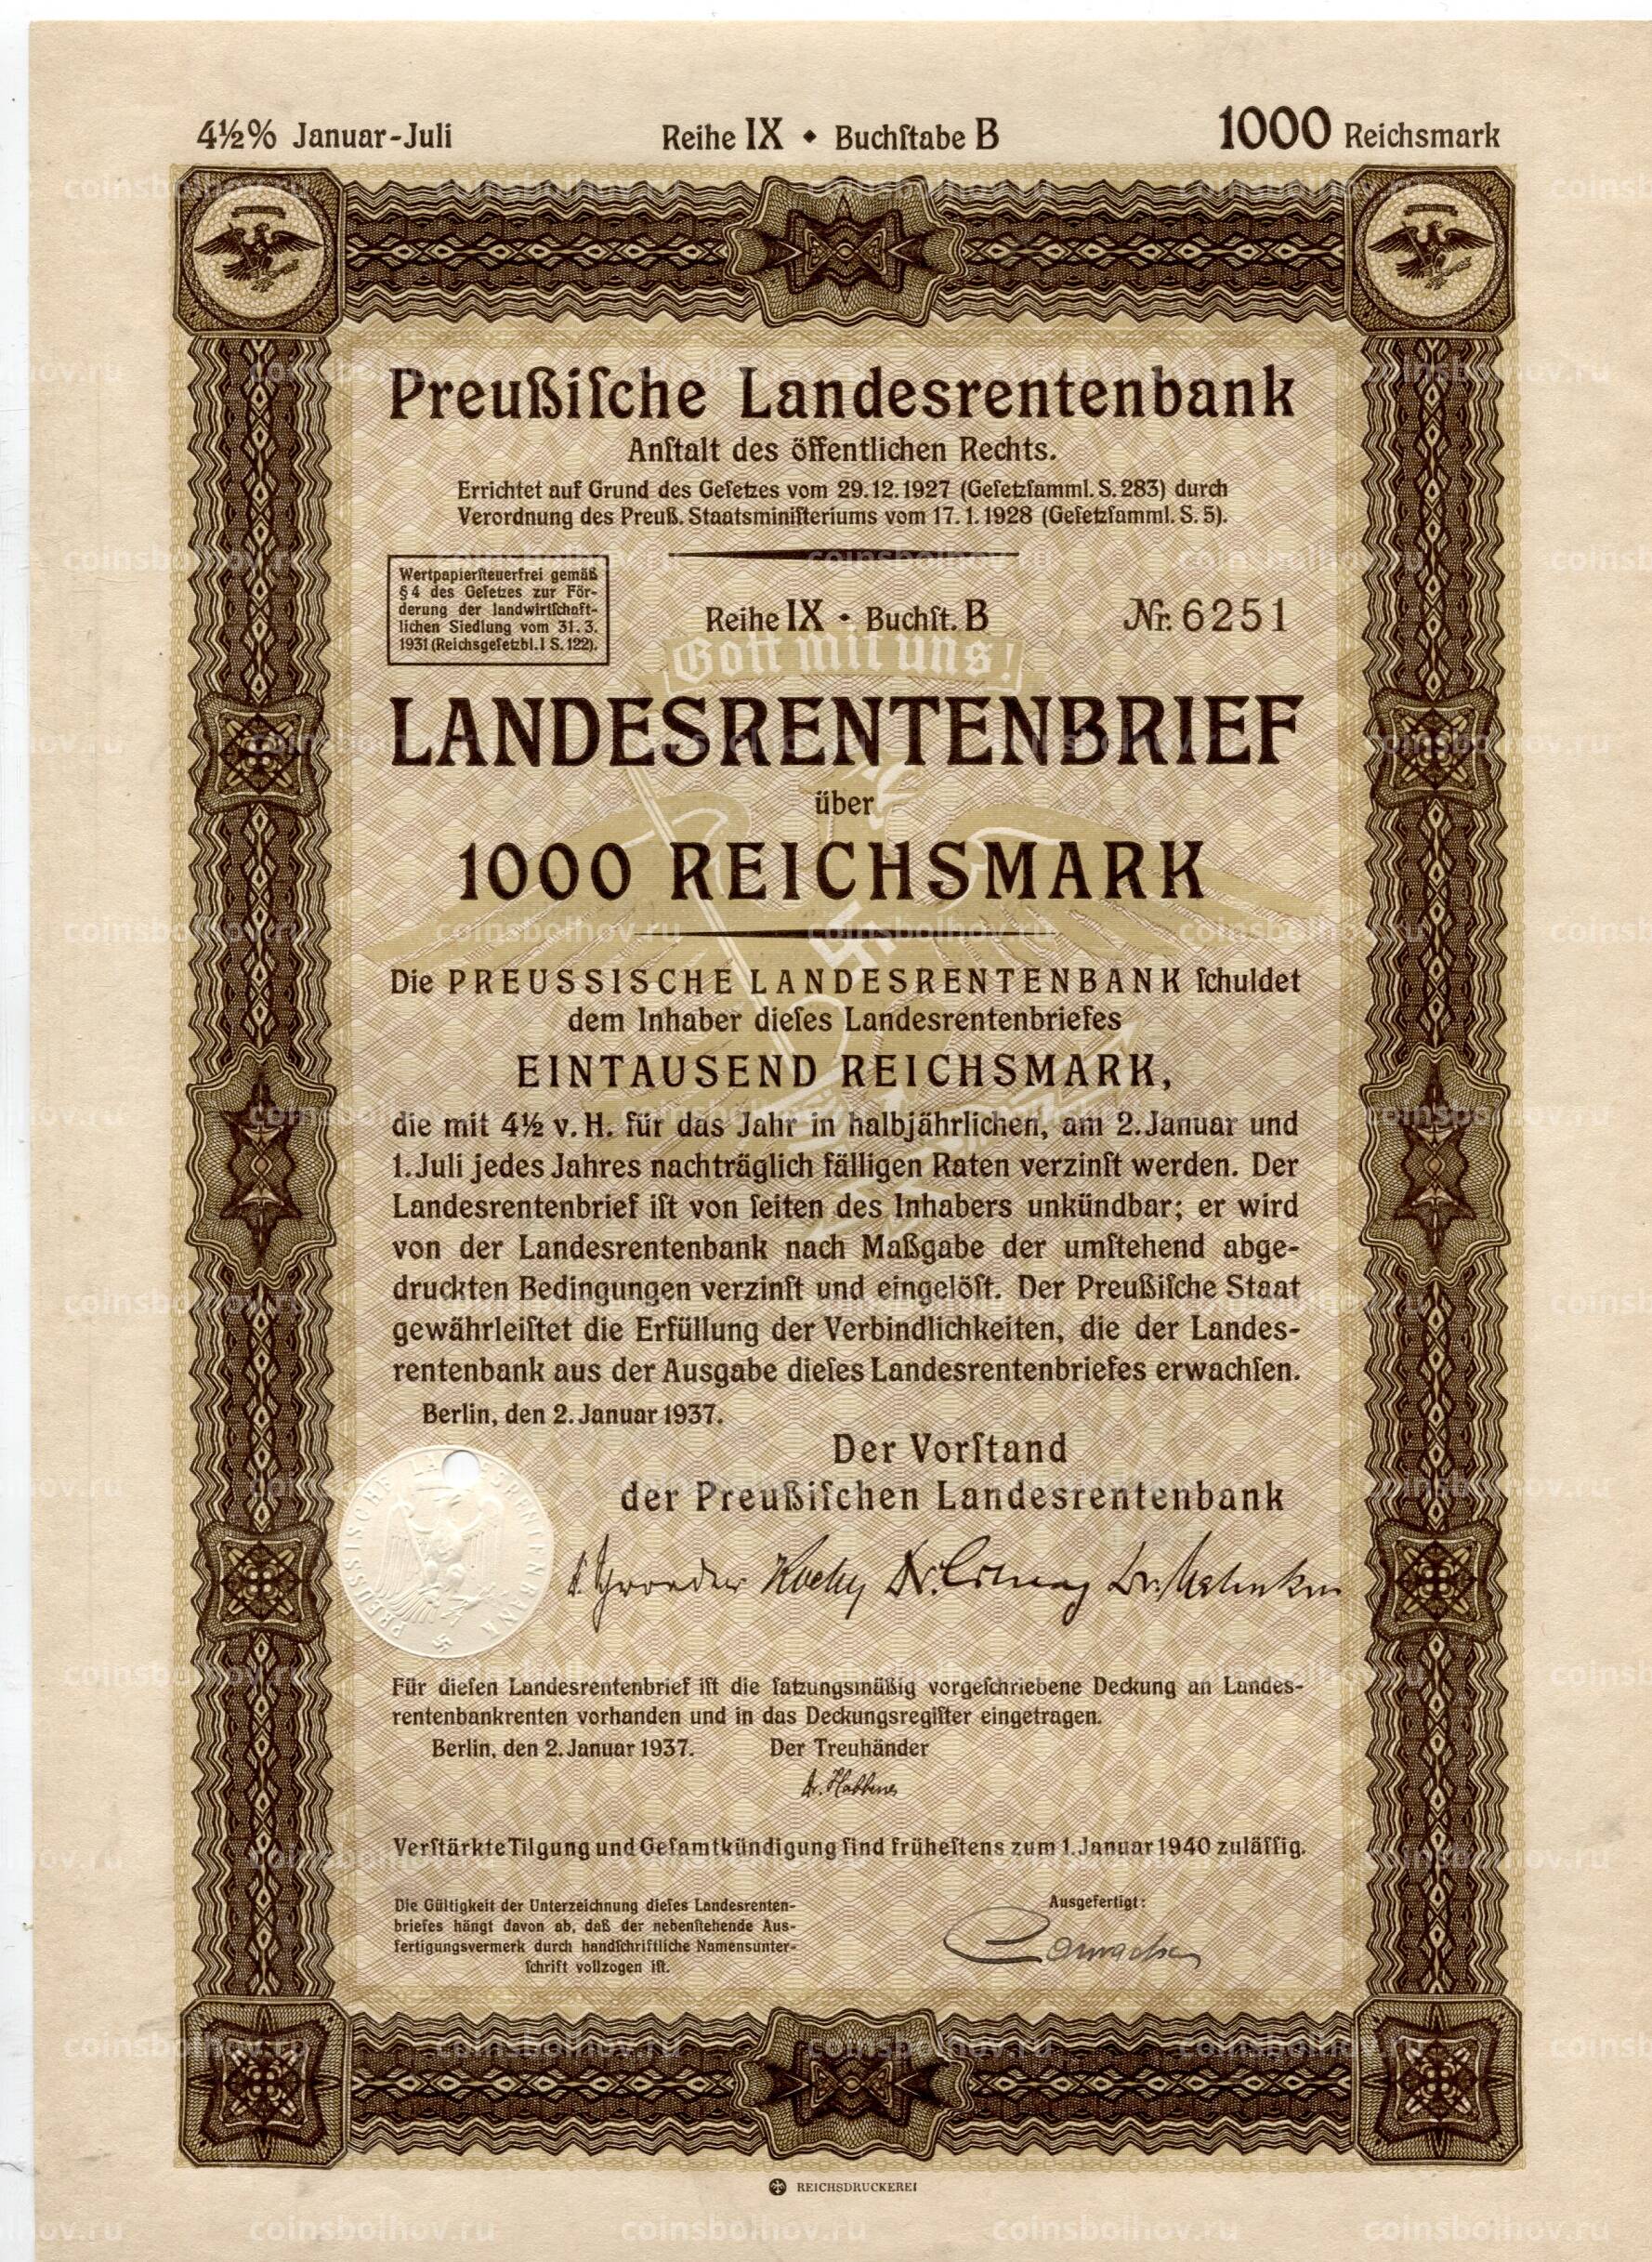 4½% Januar-Juli
Reihe IX • Buchſtabe B
1000 Reichsmark
Preußiſche Landesrentenbank
Anſtalt des öffentlichen Rechts.
Errichtet auf Grund des Geſetzes vom 29.12.1927 (Geſetzſamml. S. 283) durch
Verordnung des Preuß. Staatsminiſteriums vom 17. 1. 1928 (Geſetzſamml. S. 5).
Wertpapierſteuerfrei gemäß
§ 4 des Geſetzes zur För-
derung der landwirtſchaft-
lichen Siedlung vom 31. 3.
1931 (Reichsgeſetzbl. I S. 122).
Reihe IX • Buchſt. B
Nr. 6251
Gott mit uns!
LANDESRENTENBRIEF
über
1000 REICHSMARK
Die PREUSSISCHE LANDESRENTENBANK ſchuldet
dem Inhaber dieſes Landesrentenbriefes
EINTAUSEND REICHSMARK,
die mit 4½ v. H. für das Jahr in halbjährlichen, am 2. Januar und
1. Juli jedes Jahres nachträglich fälligen Raten verzinſt werden. Der
Landesrentenbrief iſt von ſeiten des Inhabers unkündbar; er wird
von der Landesrentenbank nach Maßgabe der umſtehend abge-
druckten Bedingungen verzinſt und eingelöſt. Der Preußiſche Staat
gewährleiſtet die Erfüllung der Verbindlichkeiten, die der Landes-
rentenbank aus der Ausgabe dieſes Landesrentenbriefes erwachſen.
Berlin, den 2. Januar 1937.
Der Vorſtand
der Preußiſchen Landesrentenbank
PREUSSISCHE LANDESRENTENBANK
Für dieſen Landesrentenbrief iſt die ſatzungsmäßig vorgeſchriebene Deckung an Landes-
rentenbankrenten vorhanden und in das Deckungsregiſter eingetragen.
Berlin, den 2. Januar 1937. Der Treuhänder
Verſtärkte Tilgung und Geſamtkündigung ſind früheſtens zum 1. Januar 1940 zuläſſig.
Die Gültigkeit der Unterzeichnung dieſes Landesrenten-
briefes hängt davon ab, daß der nebenſtehende Aus-
fertigungsvermerk durch handſchriftliche Namensunter-
ſchrift vollzogen iſt.
Ausgefertigt:
REICHSDRUCKEREI
coinsbolhov.ru